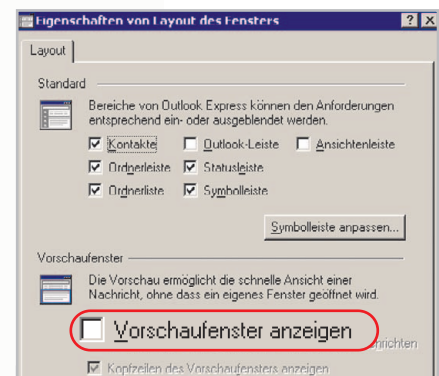 Eigenschaften von Layout des Fensters
Layout
Standard
Bereiche von Outlook Express können den Anforderungen
entsprechend ein- oder ausgeblendet werden.
Kontakte Outlook-Leiste Ansichtenleiste
Ordnerleiste Statusleiste
Ordnerliste Symbolleiste
Symbolleiste anpassen...
Vorschaufenster
Die Vorschau ermöglicht die schnelle Ansicht einer
Nachricht, ohne dass ein eigenes Fenster geöffnet wird.
Vorschaufenster anzeigen
Kopfzeilen des Vorschaufensters anzeigen